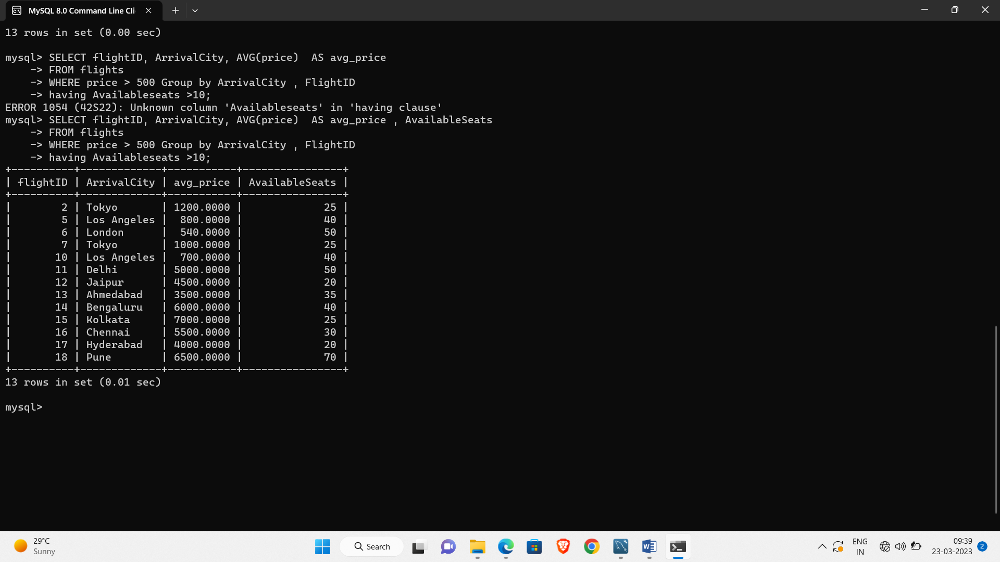 MySQL 8.0 Command Line Cli
13 rows in set (0.00 sec)
mysql> SELECT flightID, ArrivalCity, AVG(price)  AS avg_price
    -> FROM flights
    -> WHERE price > 500 Group by ArrivalCity , FlightID
    -> having Availableseats >10;
ERROR 1054 (42S22): Unknown column 'Availableseats' in 'having clause'
mysql> SELECT flightID, ArrivalCity, AVG(price)  AS avg_price , AvailableSeats
    -> FROM flights
    -> WHERE price > 500 Group by ArrivalCity , FlightID
    -> having Availableseats >10;
+----------+-------------+-----------+----------------+
| flightID | ArrivalCity | avg_price | AvailableSeats |
+----------+-------------+-----------+----------------+
|        2 | Tokyo       | 1200.0000 |             25 |
|        5 | Los Angeles |  800.0000 |             40 |
|        6 | London      |  540.0000 |             50 |
|        7 | Tokyo       | 1000.0000 |             25 |
|       10 | Los Angeles |  700.0000 |             40 |
|       11 | Delhi       | 5000.0000 |             50 |
|       12 | Jaipur      | 4500.0000 |             20 |
|       13 | Ahmedabad   | 3500.0000 |             35 |
|       14 | Bengaluru   | 6000.0000 |             40 |
|       15 | Kolkata     | 7000.0000 |             25 |
|       16 | Chennai     | 5500.0000 |             30 |
|       17 | Hyderabad   | 4000.0000 |             20 |
|       18 | Pune        | 6500.0000 |             70 |
+----------+-------------+-----------+----------------+
13 rows in set (0.01 sec)
mysql>
29°C
Sunny
Search
ENG
IN
09:39
23-03-2023
2